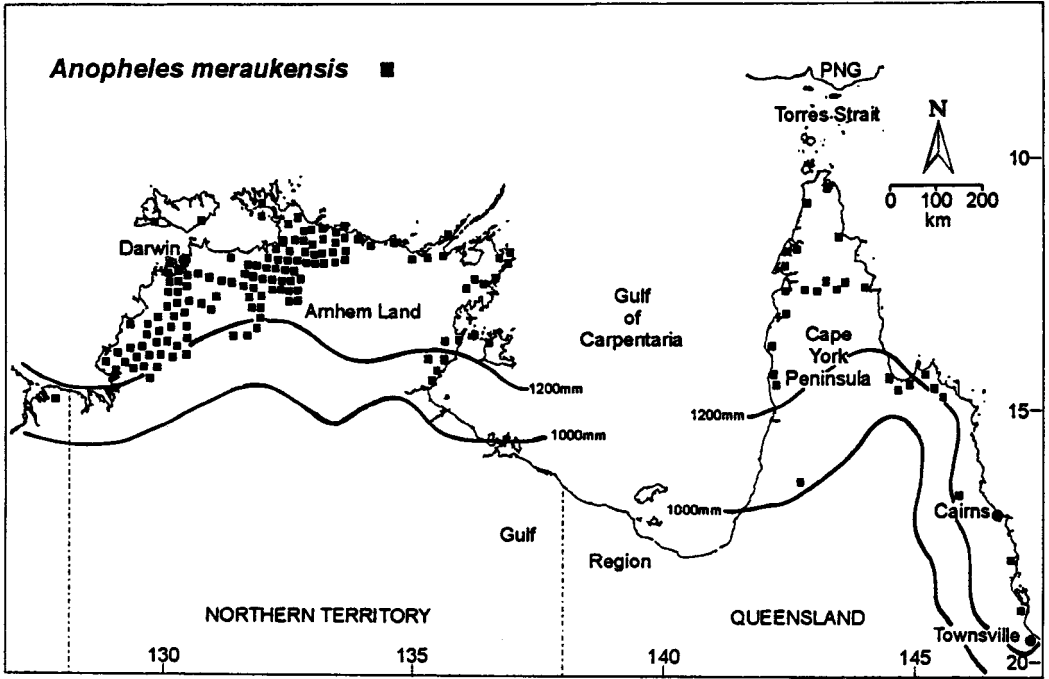 Anopheles meraukensis
PNG
Torres Strait
N
0 100 200
km
10
Darwin
Arnhem Land
Gulf
of
Carpentaria
Cape
York
Peninsula
1200mm
1200mm
15
1000mm
1000mm
Cairns
Gulf
Region
NORTHERN TERRITORY
QUEENSLAND
Townsville
130
135
140
145
20